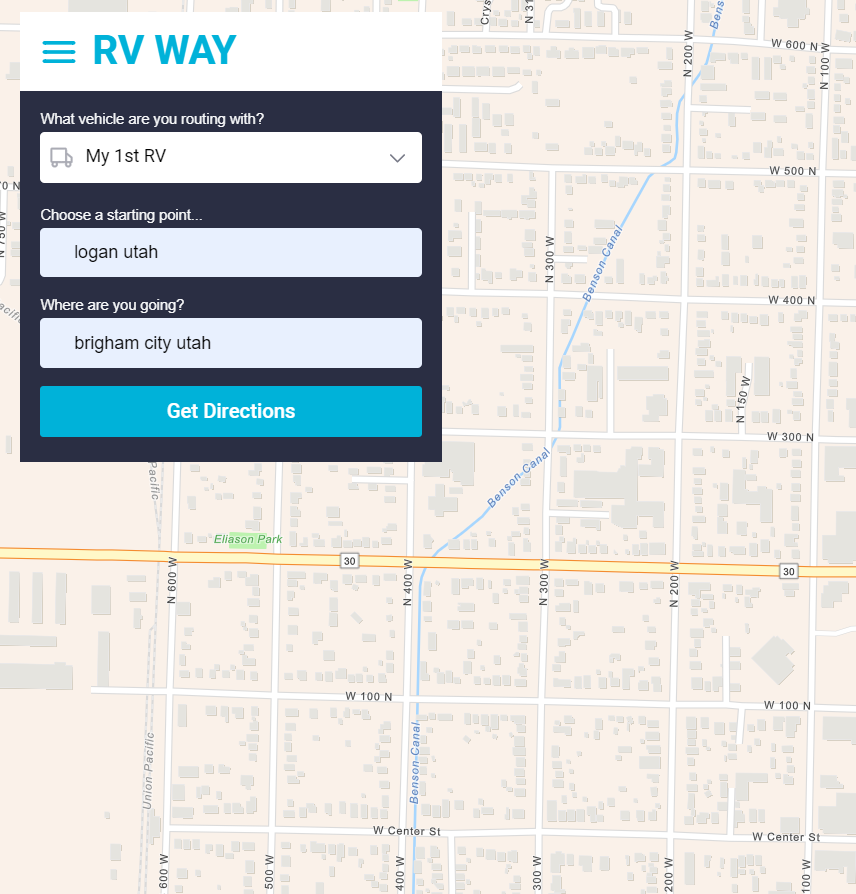 RV WAY
What vehicle are you routing with?
My 1st RV
Choose a starting point...
logan utah
Where are you going?
brigham city utah
Get Directions
N 200 W
W 600 N
N 100 W
W 500 N
N 300 W
Benson Canal
W 400 N
N 150 W
W 300 N
Benson Canal
Pacific
Eliason Park
30
30
N 600 W
N 400 W
N 300 W
N 200 W
W 100 N
W 100 N
Union Pacific
Benson Canal
W Center St
W Center St
600 W
500 W
400 W
300 W
200 W
100 W